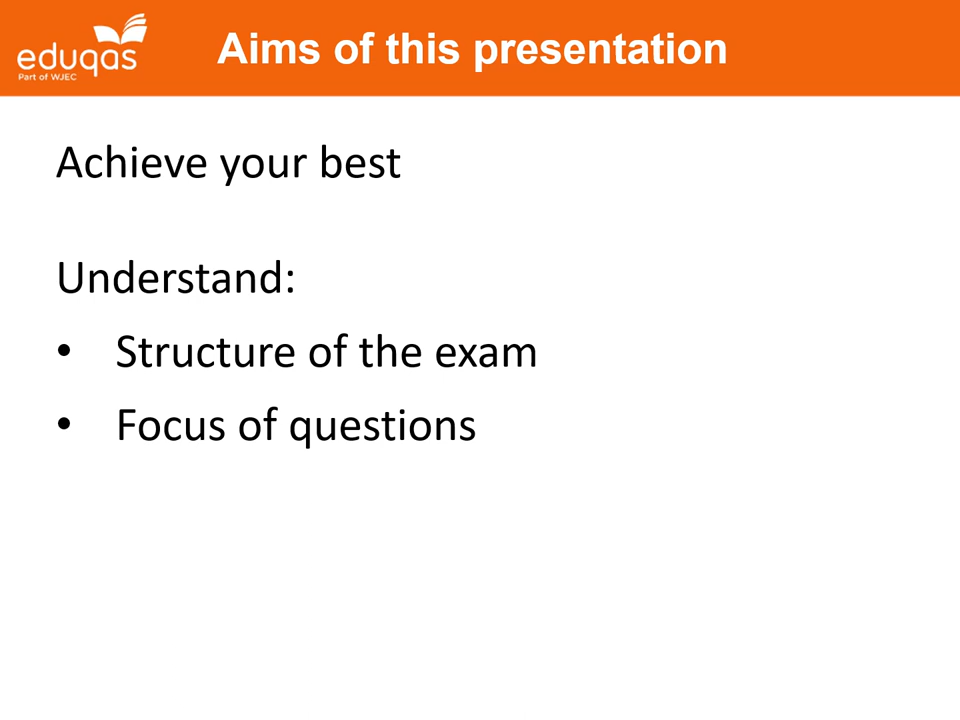 eduqas
Part of WJEC
Aims of this presentation
Achieve your best
Understand:
• Structure of the exam
• Focus of questions